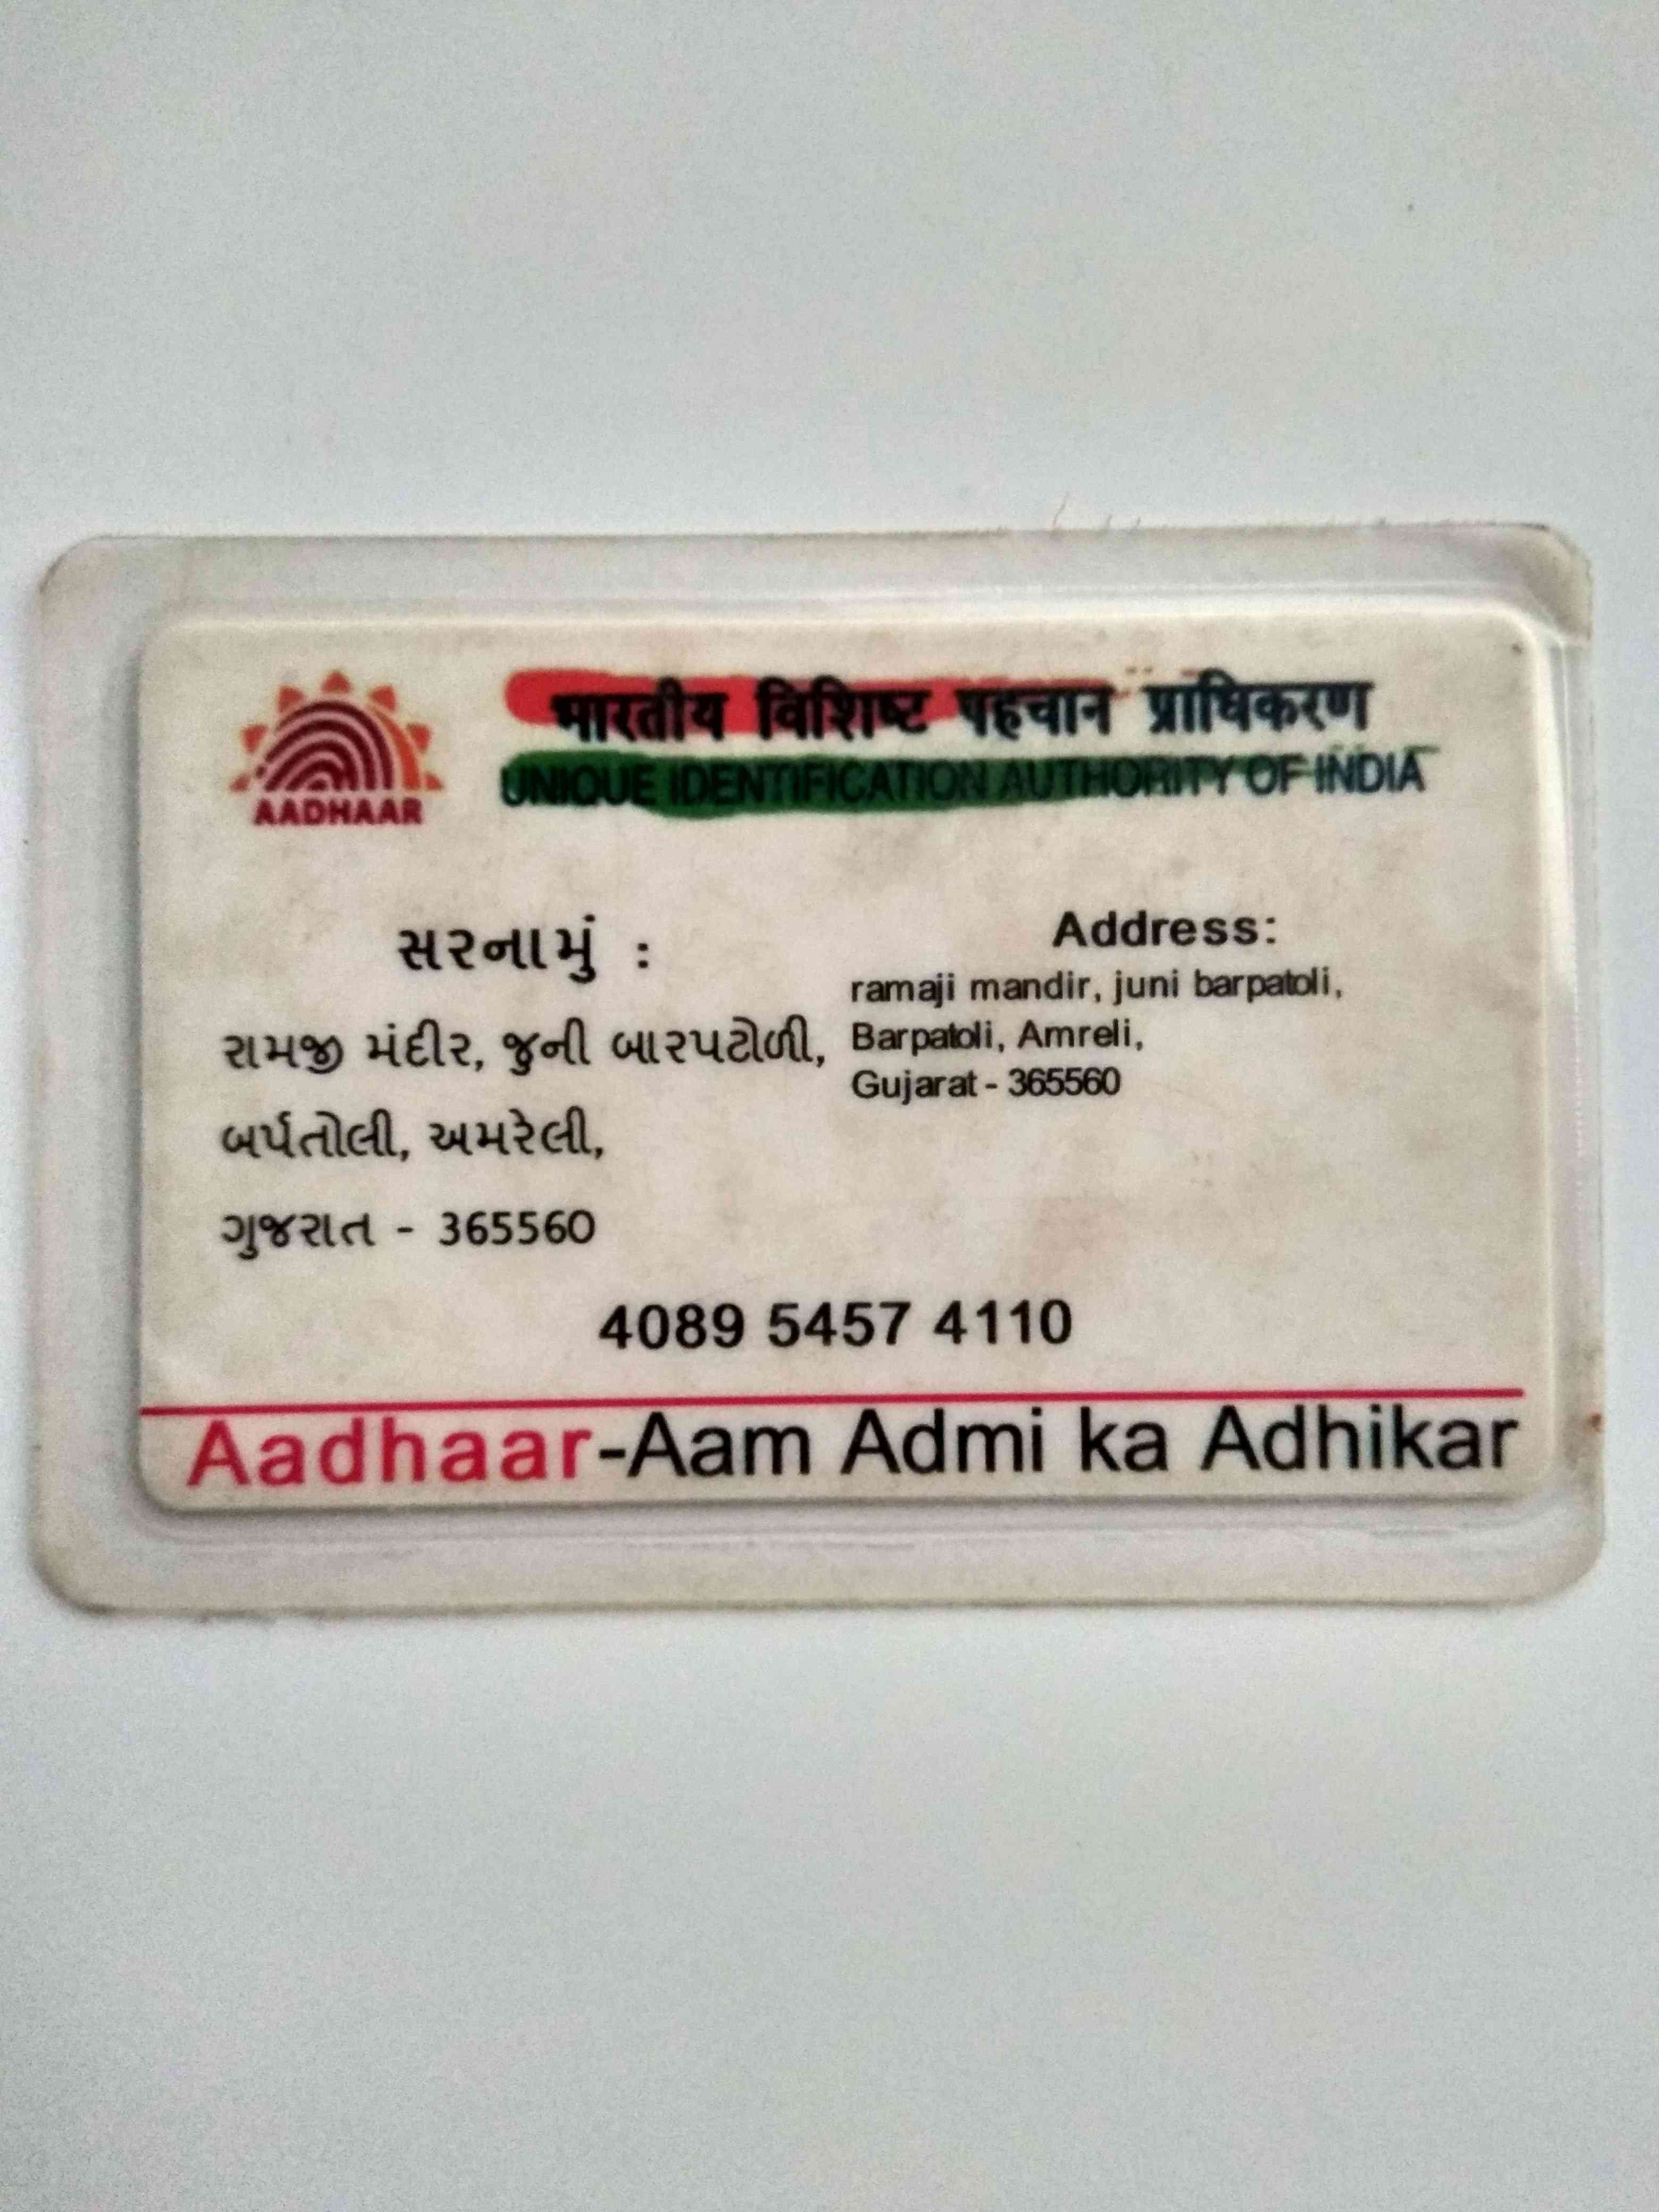 AADHAAR
भारतीय विशिष्ट पहचान प्राधिकरण
UNIQUE IDENTIFICATION AUTHORITY OF INDIA
સરનામું :
રામજી મંદીર, જુની બારપટોળી,
બર્પતોલી, અમરેલી,
ગુજરાત - 365560
Address:
ramaji mandir, juni barpatoli,
Barpatoli, Amreli,
Gujarat - 365560
4089 5457 4110
Aadhaar-Aam Admi ka Adhikar